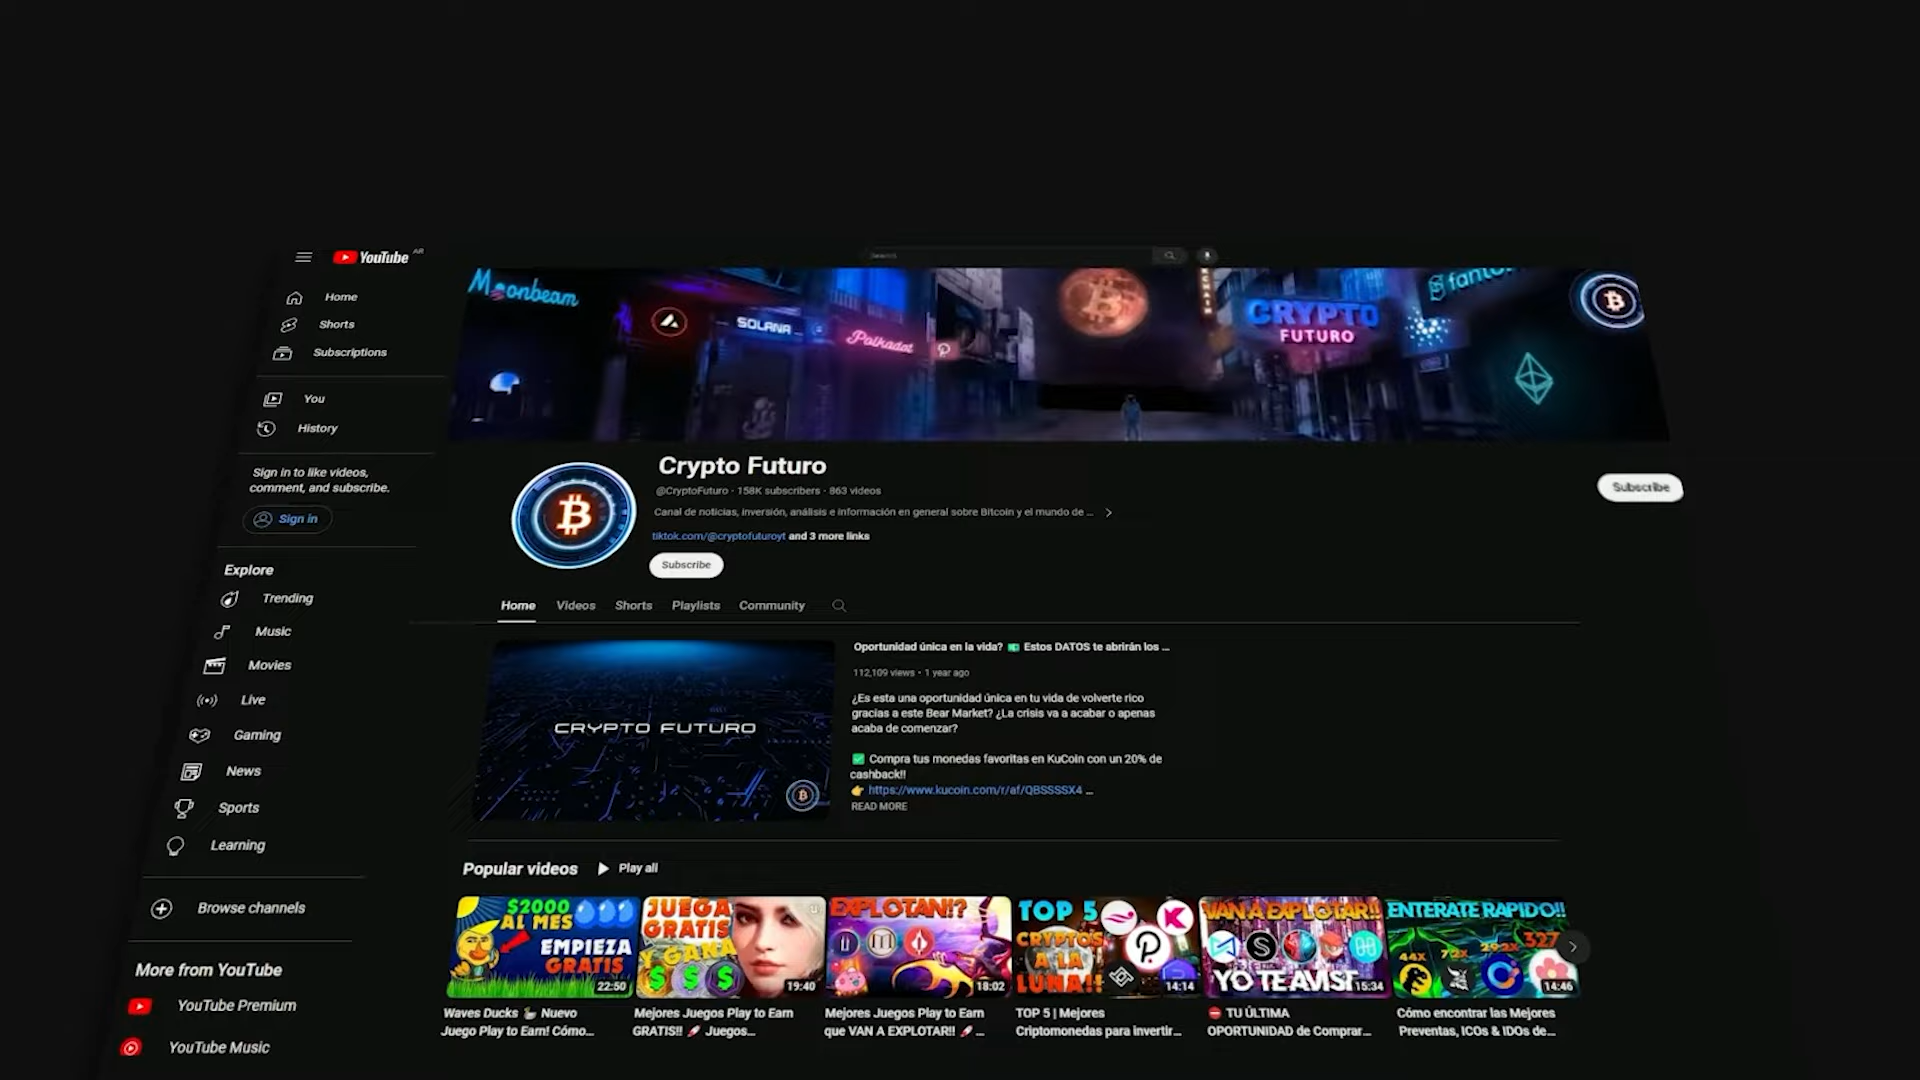 YouTube AR
Search
Home
Shorts
Subscriptions
You
History
Sign in to like videos,
comment, and subscribe.
Sign in
Explore
Trending
Music
Movies
Live
Gaming
News
Sports
Learning
Browse channels
More from YouTube
YouTube Premium
YouTube Music
Moonbeam
SOLANA
Polkadot
CRYPTO
FUTURO
Crypto Futuro
@CryptoFuturo · 158K subscribers · 863 videos
Canal de noticias, inversión, análisis e información en general sobre Bitcoin y el mundo de ...
tiktok.com/@cryptofuturoyt and 3 more links
Subscribe
Subscribe
Home Videos Shorts Playlists Community
CRYPTO FUTURO
Oportunidad única en la vida? 💵 Estos DATOS te abrirán los ...
112,109 views · 1 year ago
¿Es esta una oportunidad única en tu vida de volverte rico
gracias a este Bear Market? ¿La crisis va a acabar o apenas
acaba de comenzar?
✅ Compra tus monedas favoritas en KuCoin con un 20% de
cashback!!
👉 https://www.kucoin.com/r/af/QBSSSSX4 ...
READ MORE
Popular videos Play all
$2000
AL MES
EMPIEZA
GRATIS
22:50
Waves Ducks 🦆 Nuevo
Juego Play to Earn! Cómo...
JUEGA
GRATIS
Y GANA
19:40
Mejores Juegos Play to Earn
GRATIS!! 🚀 Juegos...
EXPLOTAN!?
18:02
Mejores Juegos Play to Earn
que VAN A EXPLOTAR!! 🚀 ...
TOP 5
CRYPTOS
A LA
LUNA!!
14:14
TOP 5 | Mejores
Criptomonedas para invertir...
VAN A EXPLOTAR!!
YO TE AVISÉ
15:34
⛔ TU ÚLTIMA
OPORTUNIDAD de Comprar...
ENTERATE RAPIDO!!
44X 72X 292X 327
14:46
Cómo encontrar las Mejores
Preventas, ICOs & IDOs de...